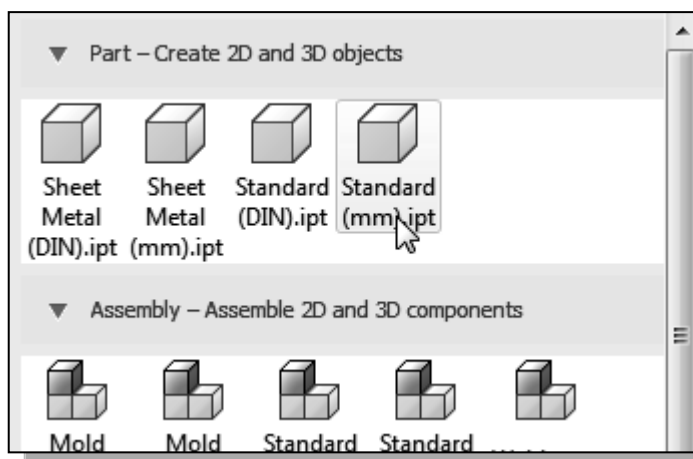 Part – Create 2D and 3D objects
Sheet Sheet Standard Standard
Metal Metal (DIN).ipt (mm).ipt
(DIN).ipt (mm).ipt
Assembly – Assemble 2D and 3D components
Mold Mold Standard Standard